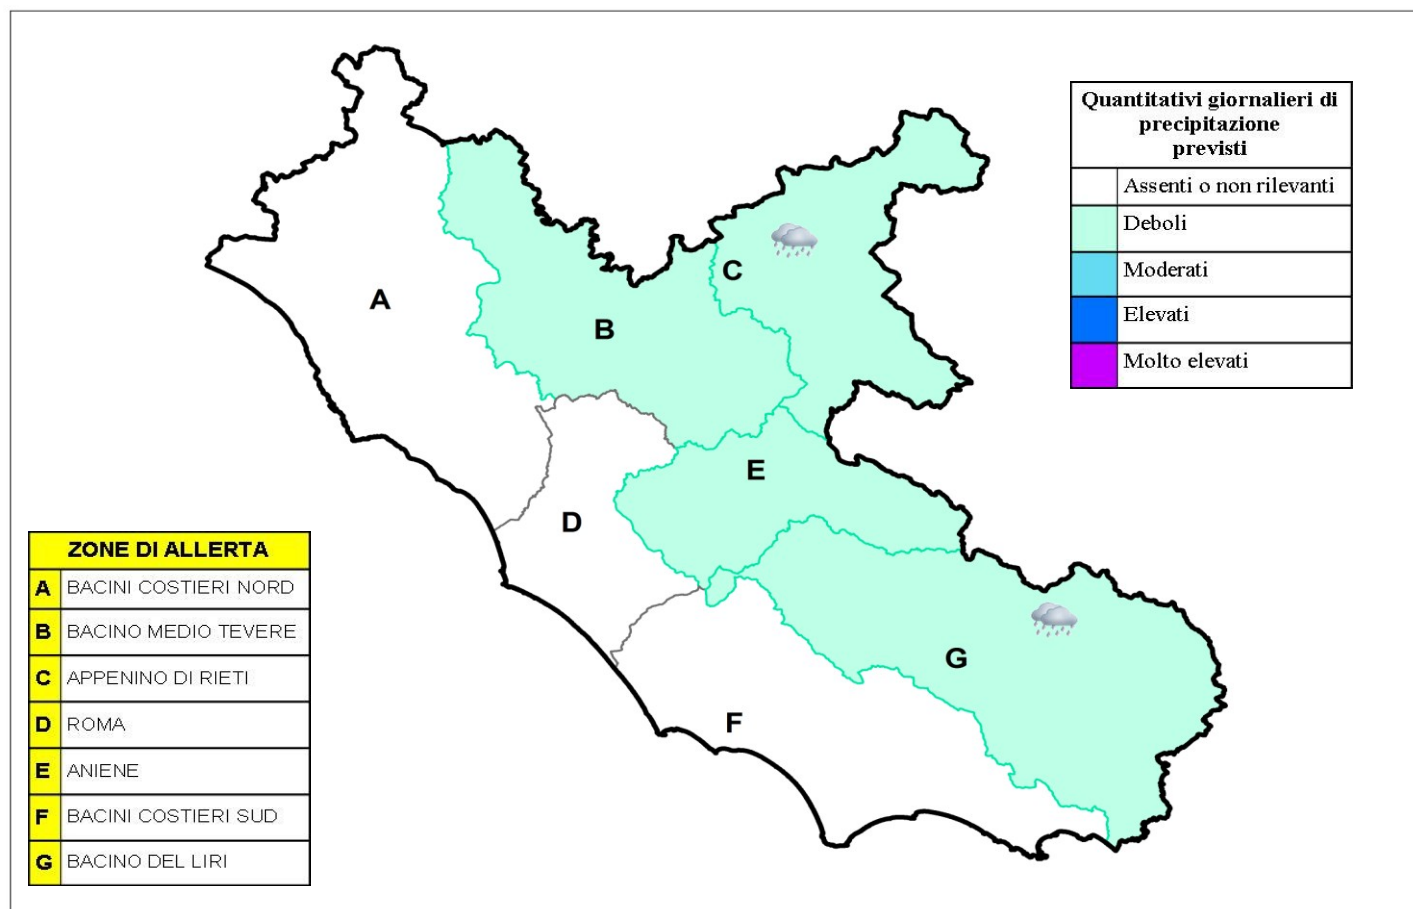 Quantitativi giornalieri di
precipitazione
previsti
Assenti o non rilevanti
Deboli
Moderati
Elevati
Molto elevati
A
B
C
D
E
F
G
ZONE DI ALLERTA
A BACINI COSTIERI NORD
B BACINO MEDIO TEVERE
C APPENINO DI RIETI
D ROMA
E ANIENE
F BACINI COSTIERI SUD
G BACINO DEL LIRI